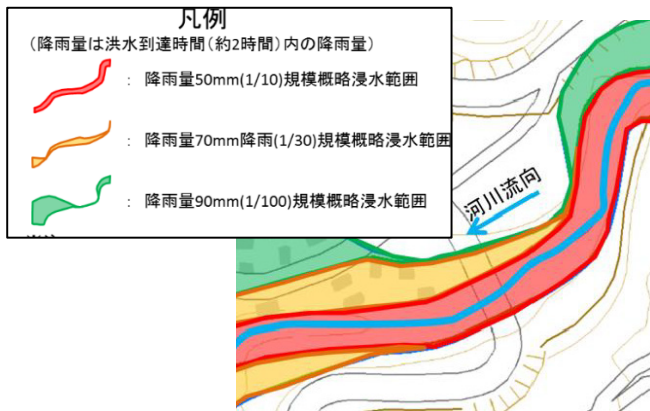 凡例
(降雨量は洪水到達時間(約2時間)内の降雨量)
： 降雨量50mm(1/10)規模概略浸水範囲
： 降雨量70mm降雨(1/30)規模概略浸水範囲
： 降雨量90mm(1/100)規模概略浸水範囲
河川流向